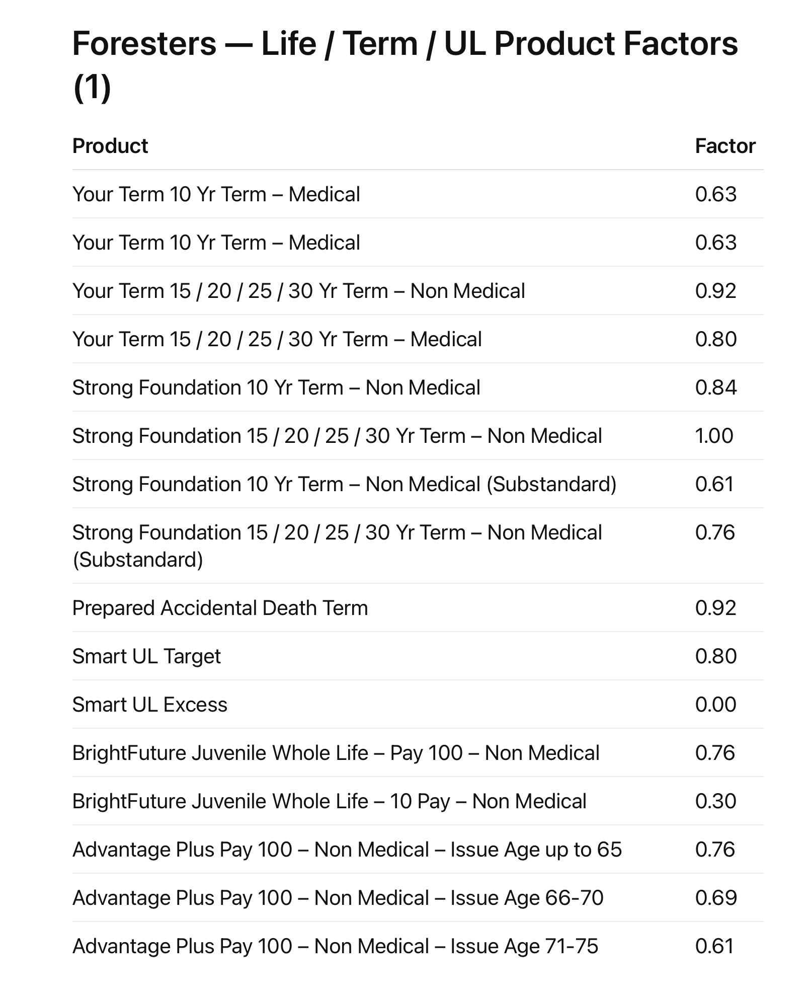 Foresters — Life / Term / UL Product Factors
(1)
Product Factor
Your Term 10 Yr Term – Medical 0.63
Your Term 10 Yr Term – Medical 0.63
Your Term 15 / 20 / 25 / 30 Yr Term – Non Medical 0.92
Your Term 15 / 20 / 25 / 30 Yr Term – Medical 0.80
Strong Foundation 10 Yr Term – Non Medical 0.84
Strong Foundation 15 / 20 / 25 / 30 Yr Term – Non Medical 1.00
Strong Foundation 10 Yr Term – Non Medical (Substandard) 0.61
Strong Foundation 15 / 20 / 25 / 30 Yr Term – Non Medical 0.76
(Substandard)
Prepared Accidental Death Term 0.92
Smart UL Target 0.80
Smart UL Excess 0.00
BrightFuture Juvenile Whole Life – Pay 100 – Non Medical 0.76
BrightFuture Juvenile Whole Life – 10 Pay – Non Medical 0.30
Advantage Plus Pay 100 – Non Medical – Issue Age up to 65 0.76
Advantage Plus Pay 100 – Non Medical – Issue Age 66-70 0.69
Advantage Plus Pay 100 – Non Medical – Issue Age 71-75 0.61